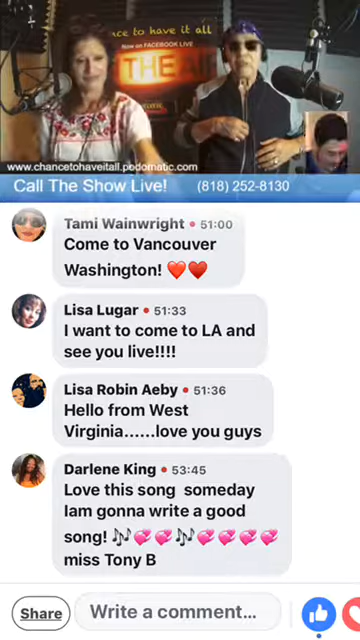 ce to have it all
Now on FACEBOOK LIVE
THE
www.chancetohaveitall.podomatic.com
Call The Show Live! (818) 252-8130
Tami Wainwright • 51:00
Come to Vancouver
Washington! ❤️♥️
Lisa Lugar • 51:33
I want to come to LA and
see you live!!!!
Lisa Robin Aeby • 51:36
Hello from West
Virginia......love you guys
Darlene King • 53:45
Love this song someday
Iam gonna write a good
song! 🎶💞💞🎶💞💞💞💞
miss Tony B
Share
Write a comment...